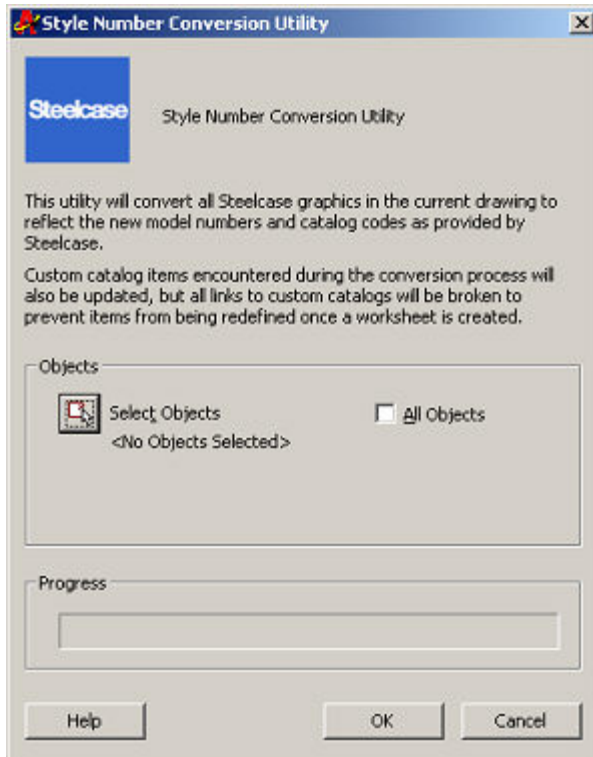 Style Number Conversion Utility
Steelcase
Style Number Conversion Utility
This utility will convert all Steelcase graphics in the current drawing to
reflect the new model numbers and catalog codes as provided by
Steelcase.
Custom catalog items encountered during the conversion process will
also be updated, but all links to custom catalogs will be broken to
prevent items from being redefined once a worksheet is created.
Objects
Select Objects
All Objects
<No Objects Selected>
Progress
Help
OK
Cancel